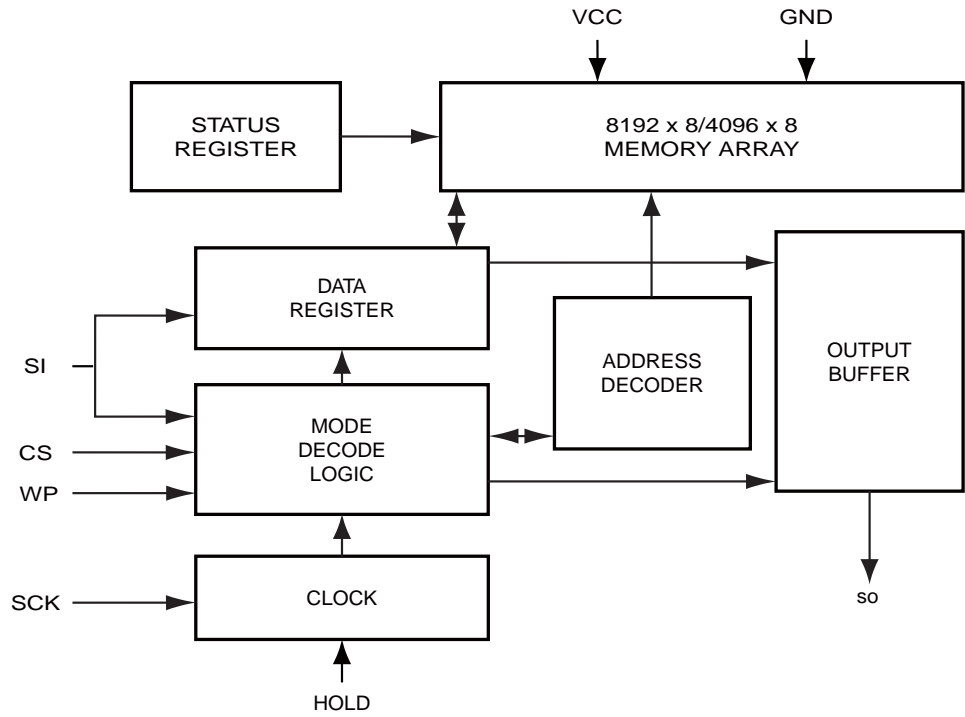 VCC
GND
STATUS
REGISTER
8192 x 8/4096 x 8
MEMORY ARRAY
DATA
REGISTER
ADDRESS
DECODER
OUTPUT
BUFFER
SI
MODE
DECODE
LOGIC
CS
WP
SCK
CLOCK
so
HOLD